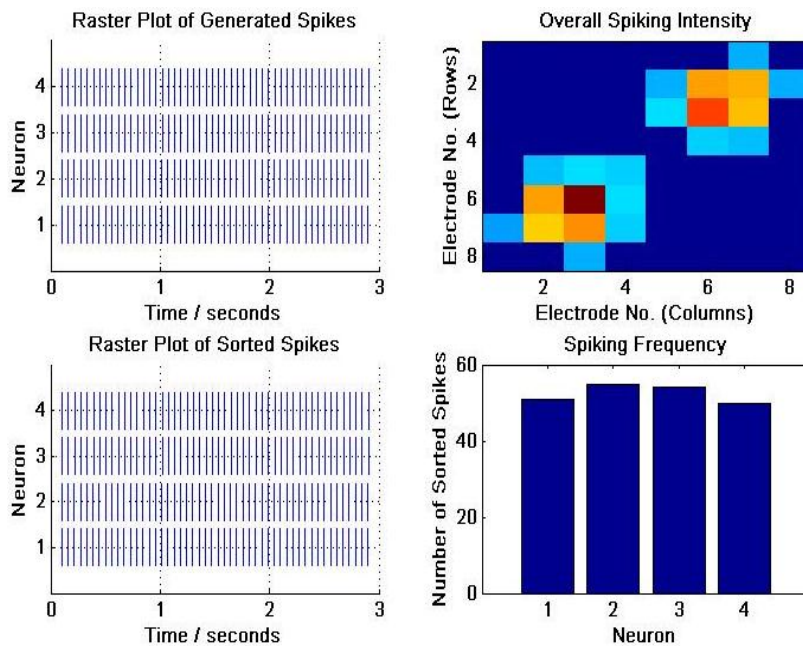 Raster Plot of Generated Spikes
Neuron
4
3
2
1
0 1 2 3
Time / seconds
Overall Spiking Intensity
Electrode No. (Rows)
2
4
6
8
2 4 6 8
Electrode No. (Columns)
Raster Plot of Sorted Spikes
Neuron
4
3
2
1
0 1 2 3
Time / seconds
Spiking Frequency
Number of Sorted Spikes
60
40
20
0
1 2 3 4
Neuron